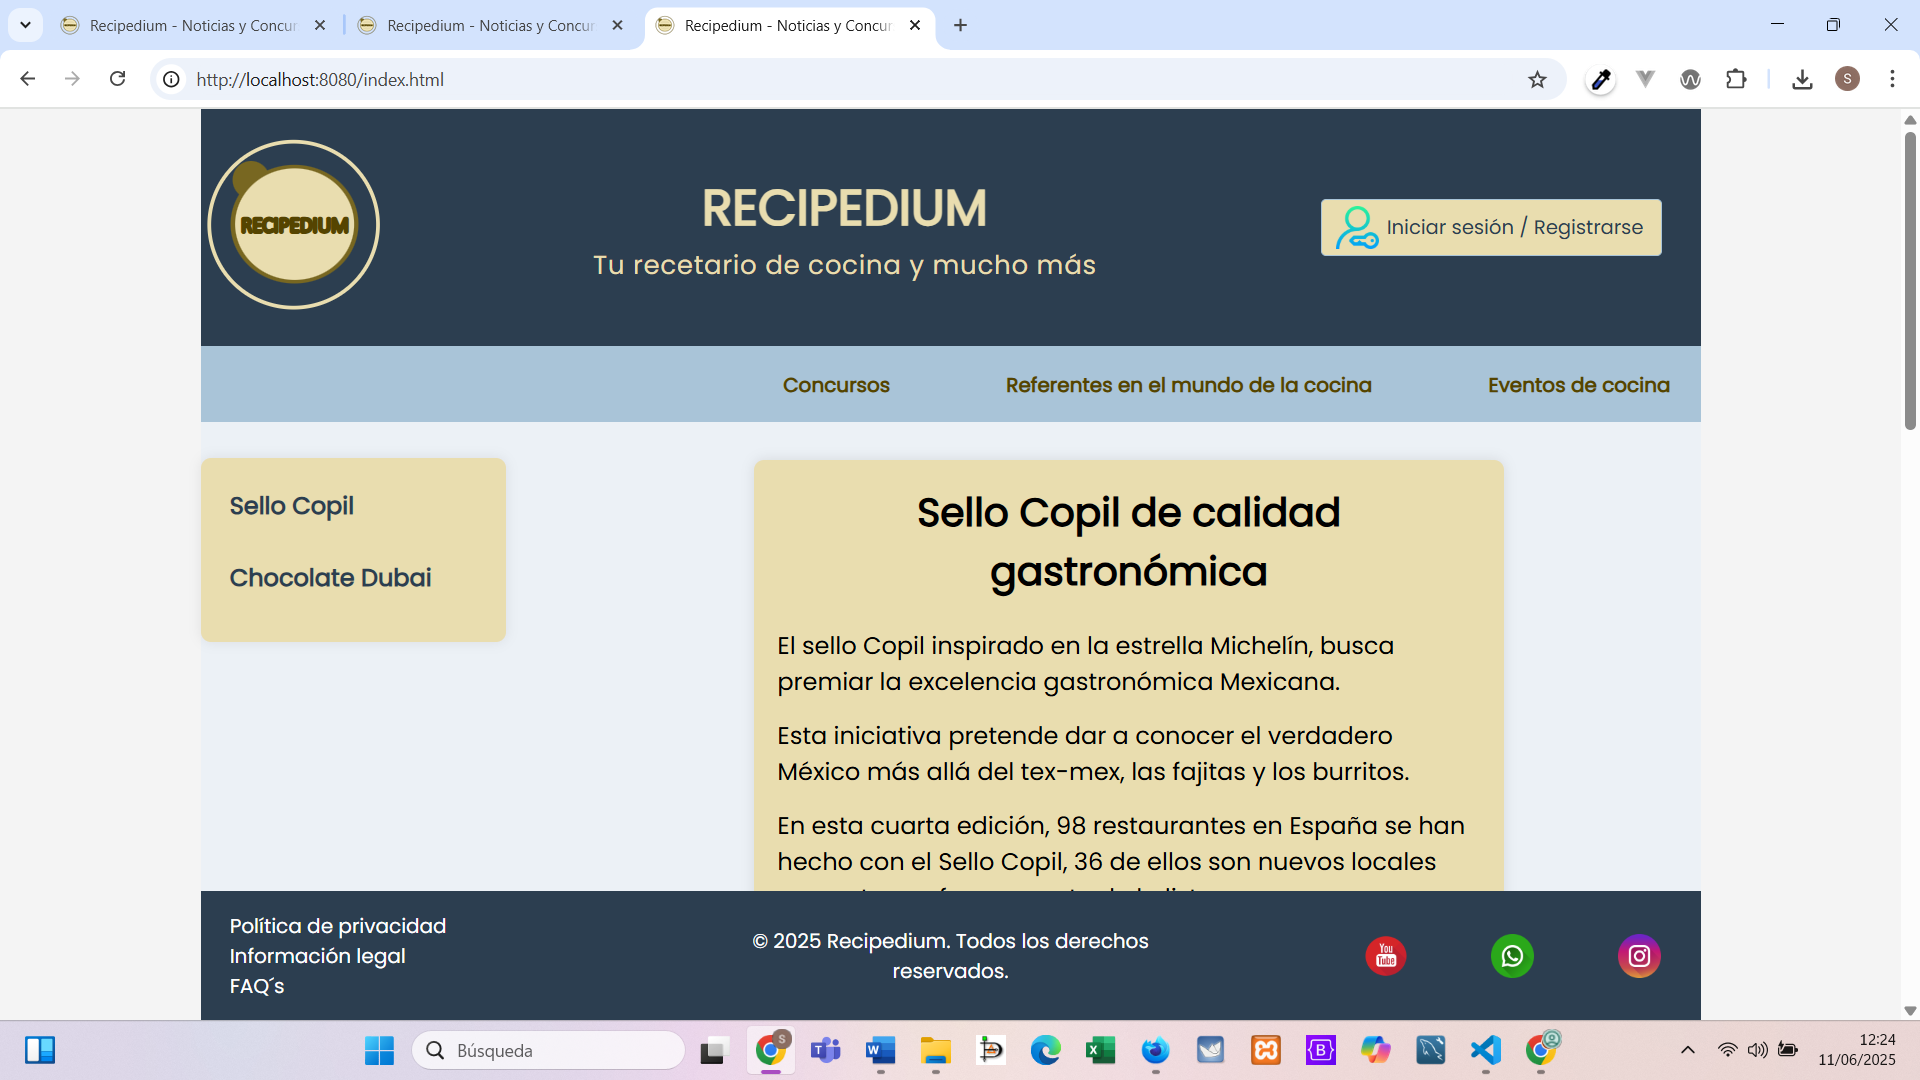 Recipedium - Noticias y Concur
Recipedium - Noticias y Concur
Recipedium - Noticias y Concur
http://localhost:8080/index.html
S
RECIPEDIUM
RECIPEDIUM
Tu recetario de cocina y mucho más
Iniciar sesión / Registrarse
Concursos
Referentes en el mundo de la cocina
Eventos de cocina
Sello Copil
Chocolate Dubai
Sello Copil de calidad
gastronómica
El sello Copil inspirado en la estrella Michelín, busca
premiar la excelencia gastronómica Mexicana.
Esta iniciativa pretende dar a conocer el verdadero
México más allá del tex-mex, las fajitas y los burritos.
En esta cuarta edición, 98 restaurantes en España se han
hecho con el Sello Copil, 36 de ellos son nuevos locales
Política de privacidad
Información legal
FAQ´s
© 2025 Recipedium. Todos los derechos
reservados.
You
Tube
Búsqueda
S
12:24
11/06/2025